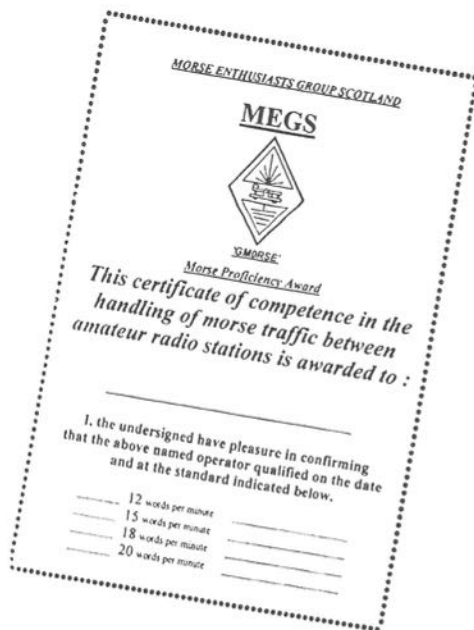 MORSE ENTHUSIASTS GROUP SCOTLAND
MEGS
'GMORSE'
Morse Proficiency Award
This certificate of competence in the
handling of morse traffic between
amateur radio stations is awarded to :
I, the undersigned have pleasure in confirming
that the above named operator qualified on the date
and at the standard indicated below.
12 words per minute
15 words per minute
18 words per minute
20 words per minute